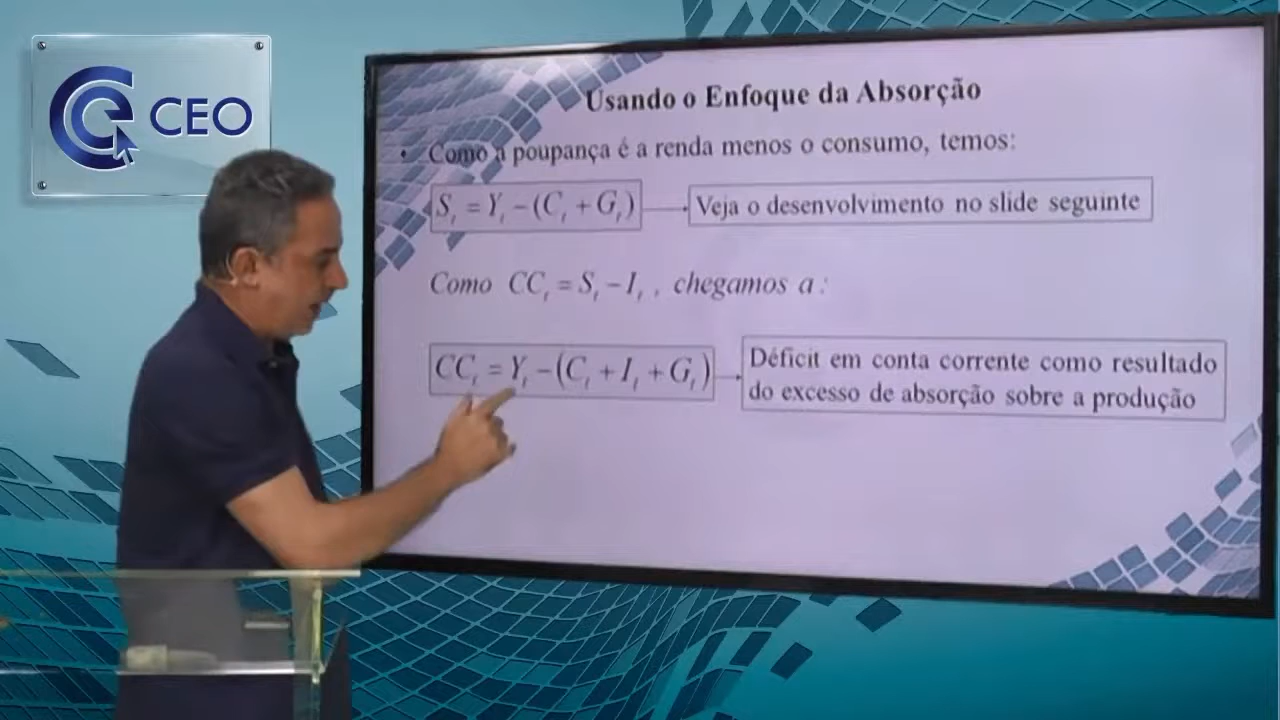 CEO
Usando o Enfoque da Absorção
• Como a poupança é a renda menos o consumo, temos:
S_t = Y_t − (C_t + G_t) → Veja o desenvolvimento no slide seguinte
Como CC_t = S_t − I_t , chegamos a :
CC_t = Y_t − (C_t + I_t + G_t) → Déficit em conta corrente como resultado
do excesso de absorção sobre a produção